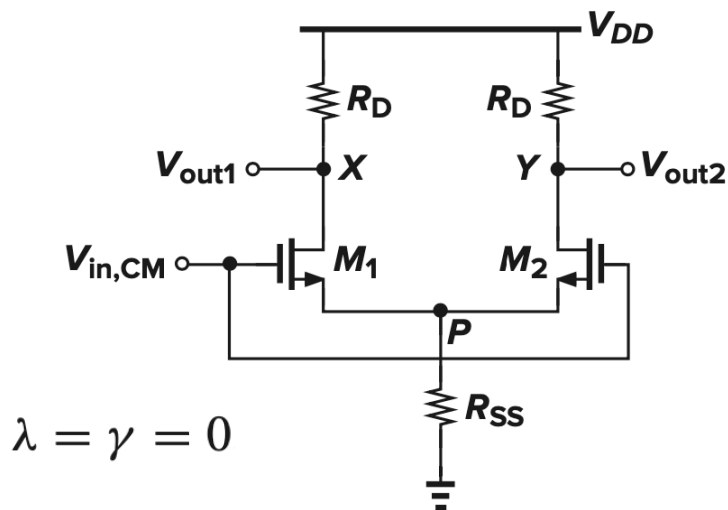 V_DD
R_D R_D
V_out1 X Y V_out2
V_in,CM M_1 M_2
P
R_SS
λ = γ = 0